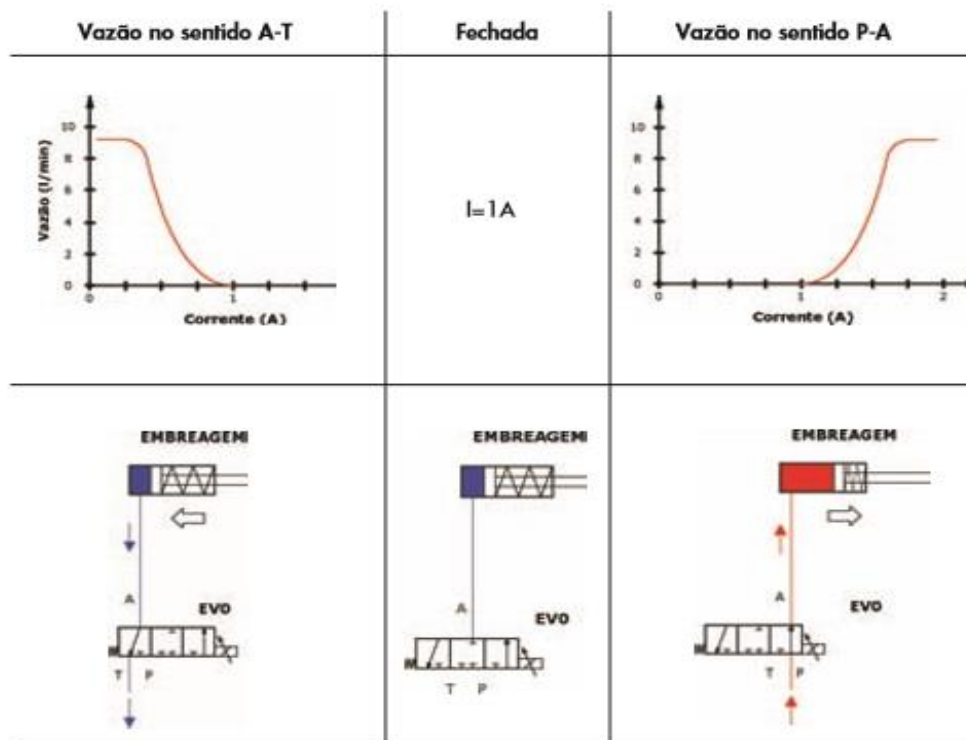 Vazão no sentido A-T
Fechada
Vazão no sentido P-A
Vazão (l/min)
10
8
6
4
2
0
0
1
Corrente (A)
I=1A
10
8
6
4
2
0
0
1
2
Corrente (A)
EMBREAGEM
A
EVO
T P
EMBREAGEM
A
EVO
T P
EMBREAGEM
A
EVO
T P